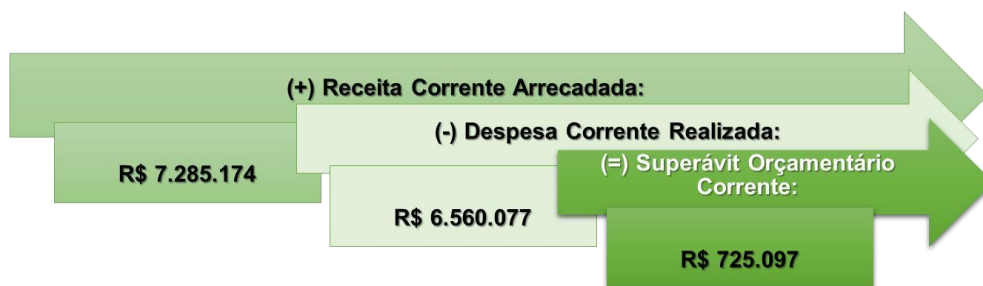 (+) Receita Corrente Arrecadada:
R$ 7.285.174
(-) Despesa Corrente Realizada:
R$ 6.560.077
(=) Superávit Orçamentário
Corrente:
R$ 725.097